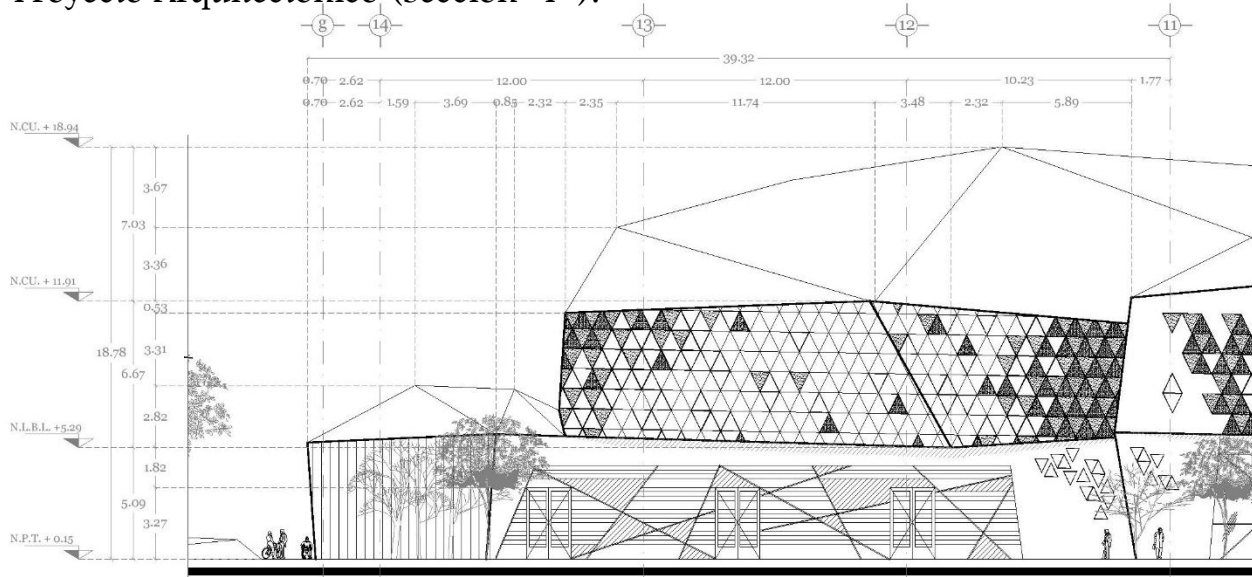 Proyecto Arquitectónico (Sección
g 14 13 12 11
39.32
0.70 2.62 12.00 12.00 10.23 1.77
0.70 2.62 1.59 3.69 0.85 2.32 2.35 11.74 3.48 2.32 5.89
N.CU. + 18.94
3.67
7.03
3.36
N.CU. + 11.91
0.53
18.78
3.31
6.67
2.82
N.L.B.L. +5.29
1.82
5.09
3.27
N.P.T. + 0.15